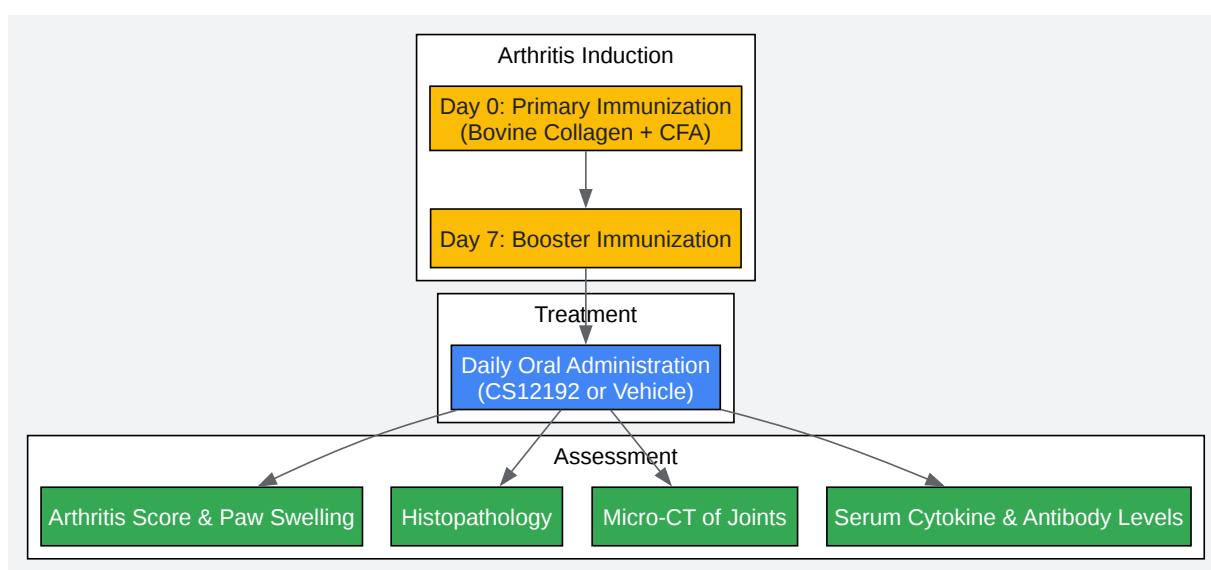 Arthritis Induction
Day 0: Primary Immunization
(Bovine Collagen + CFA)
Day 7: Booster Immunization
Treatment
Daily Oral Administration
(CS12192 or Vehicle)
Assessment
Arthritis Score & Paw Swelling
Histopathology
Micro-CT of Joints
Serum Cytokine & Antibody Levels